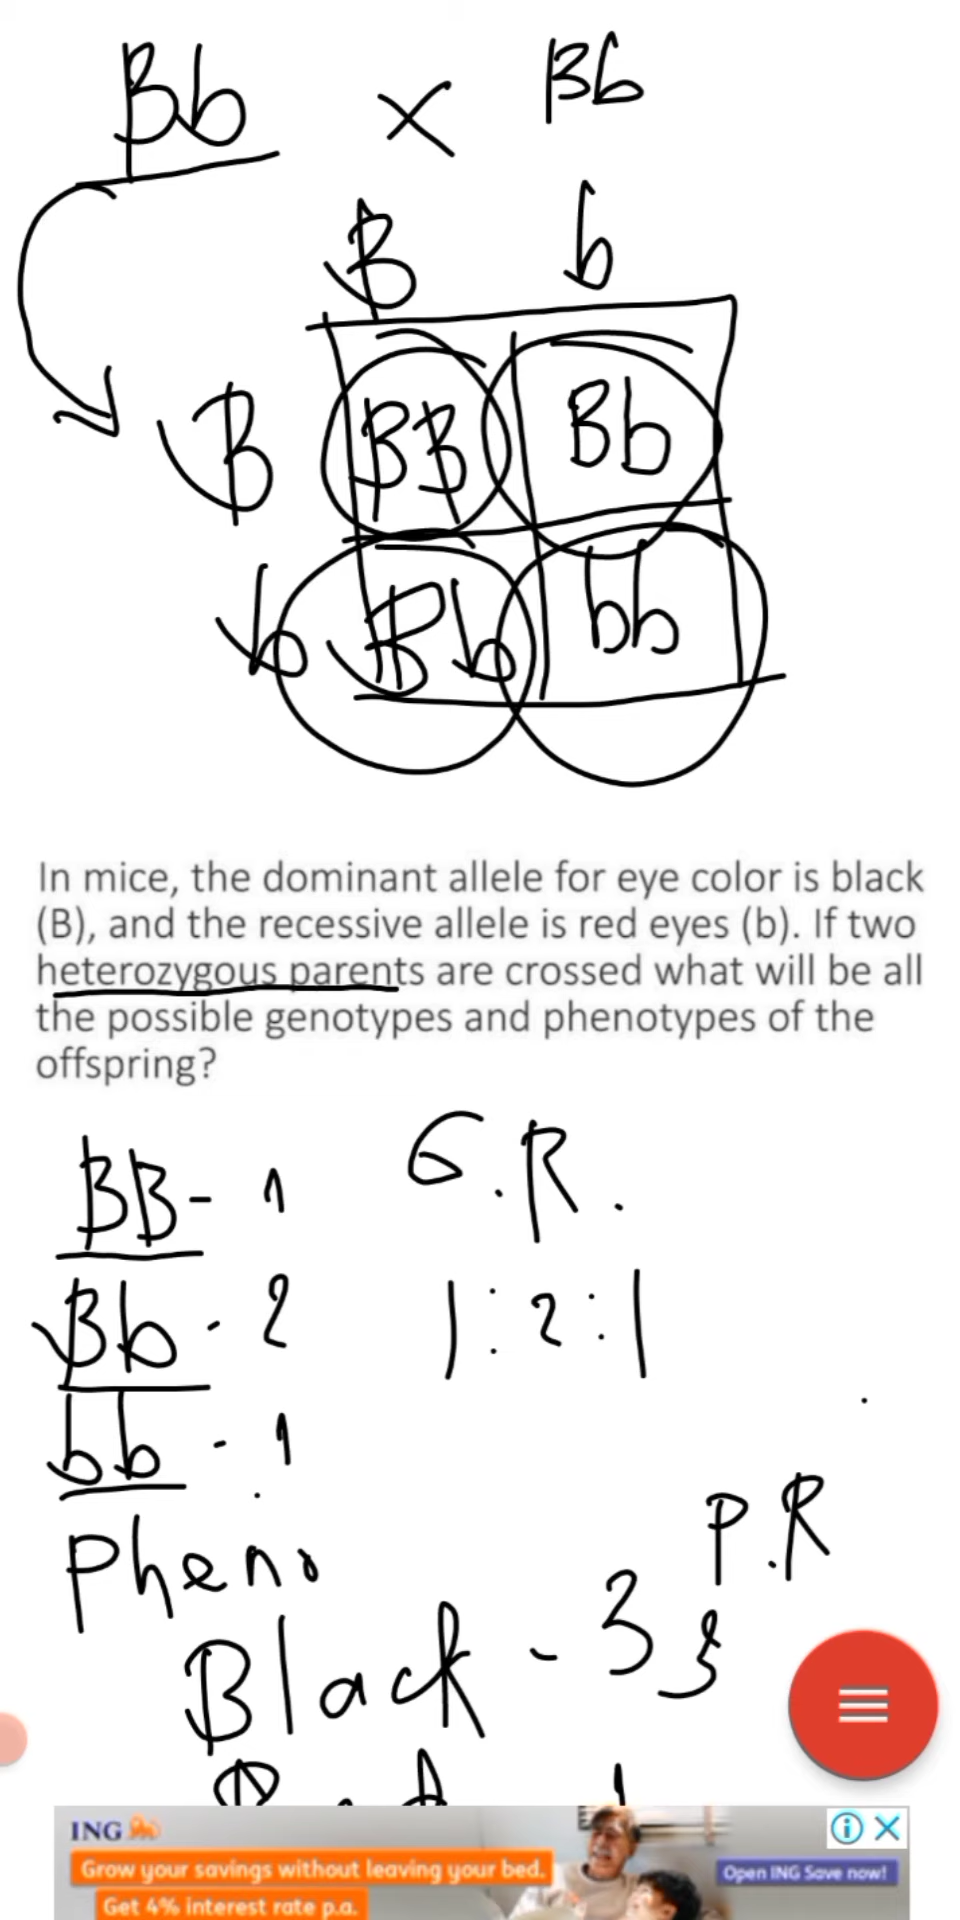 Bb × Bb
B b
B BB Bb
b Bb bb
In mice, the dominant allele for eye color is black
(B), and the recessive allele is red eyes (b). If two
heterozygous parents are crossed what will be all
the possible genotypes and phenotypes of the
offspring?
BB - 1 G.R.
Bb - 2 1:2:1
bb - 1
Pheno P.R
Black - 3
ING
Grow your savings without leaving your bed.
Open ING Save now!
Get 4% interest rate p.a.